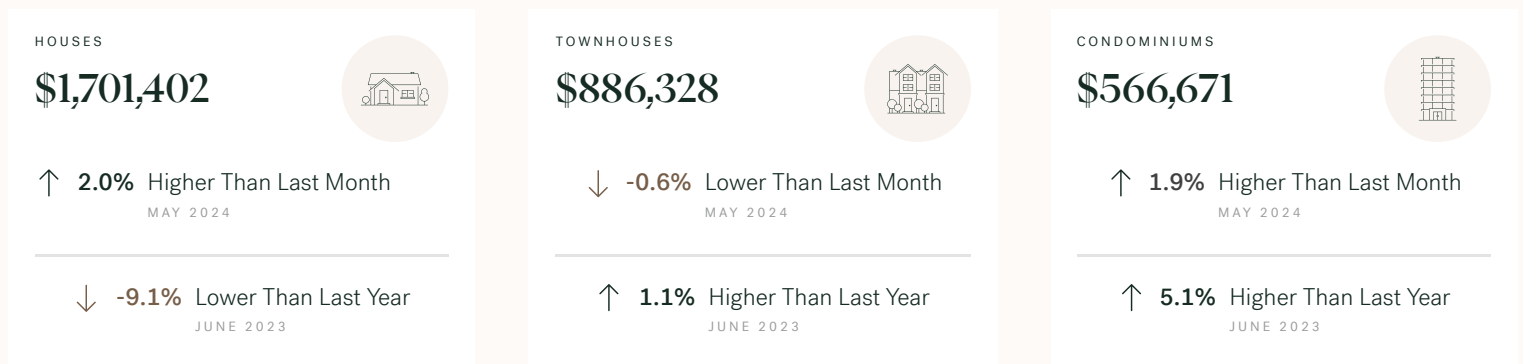 HOUSES
$1,701,402
↑ 2.0% Higher Than Last Month
MAY 2024
↓ -9.1% Lower Than Last Year
JUNE 2023
TOWNHOUSES
$886,328
↓ -0.6% Lower Than Last Month
MAY 2024
↑ 1.1% Higher Than Last Year
JUNE 2023
CONDOMINIUMS
$566,671
↑ 1.9% Higher Than Last Month
MAY 2024
↑ 5.1% Higher Than Last Year
JUNE 2023